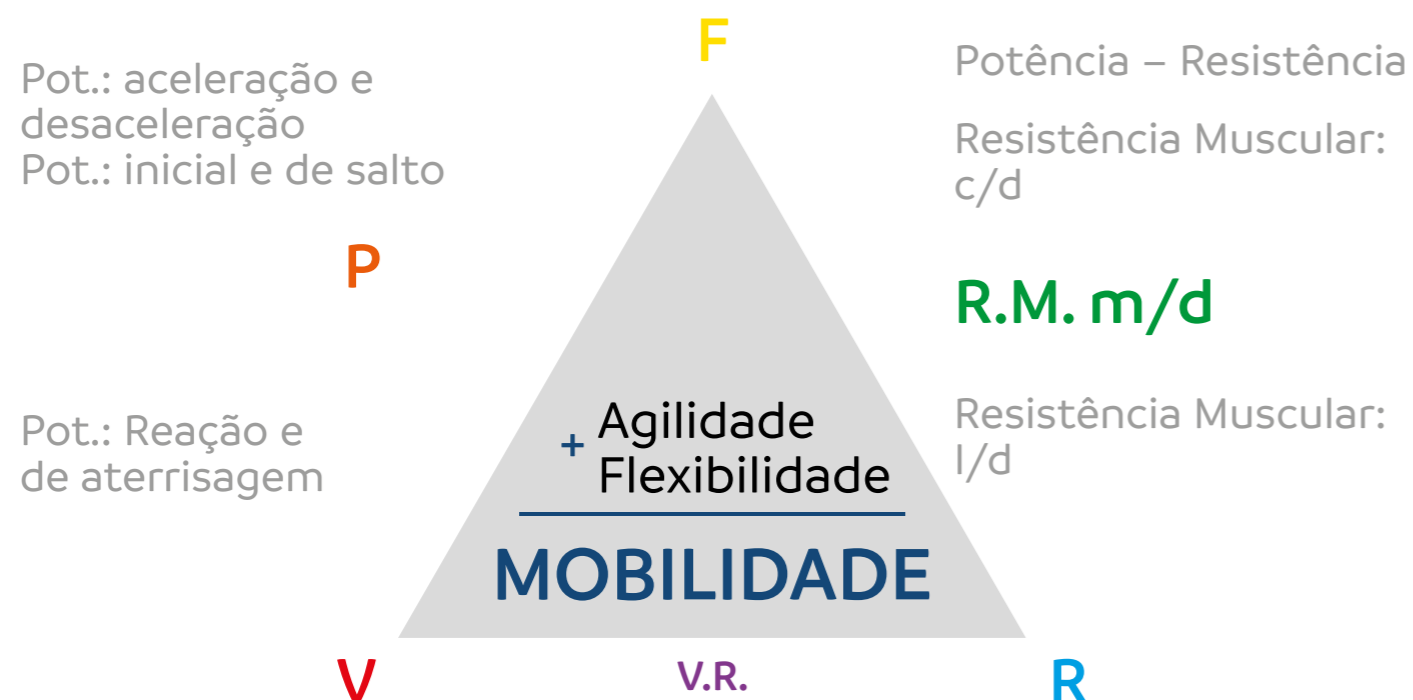 F
Pot.: aceleração e
desaceleração
Pot.: inicial e de salto
Potência – Resistência
Resistência Muscular:
c/d
P
R.M. m/d
Pot.: Reação e
de aterrisagem
+ Agilidade
Flexibilidade
MOBILIDADE
Resistência Muscular:
l/d
V
V.R.
R